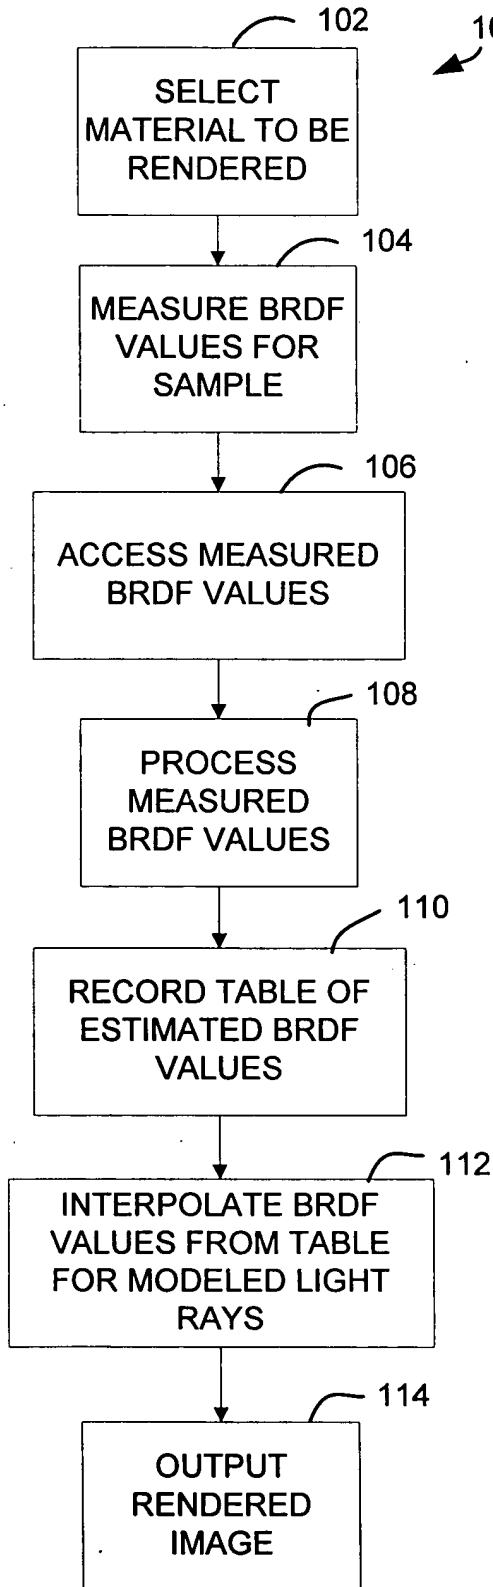 102
SELECT
MATERIAL TO BE
RENDERED
104
MEASURE BRDF
VALUES FOR
SAMPLE
106
ACCESS MEASURED
BRDF VALUES
108
PROCESS
MEASURED
BRDF VALUES
110
RECORD TABLE OF
ESTIMATED BRDF
VALUES
112
INTERPOLATE BRDF
VALUES FROM TABLE
FOR MODELED LIGHT
RAYS
114
OUTPUT
RENDERED
IMAGE